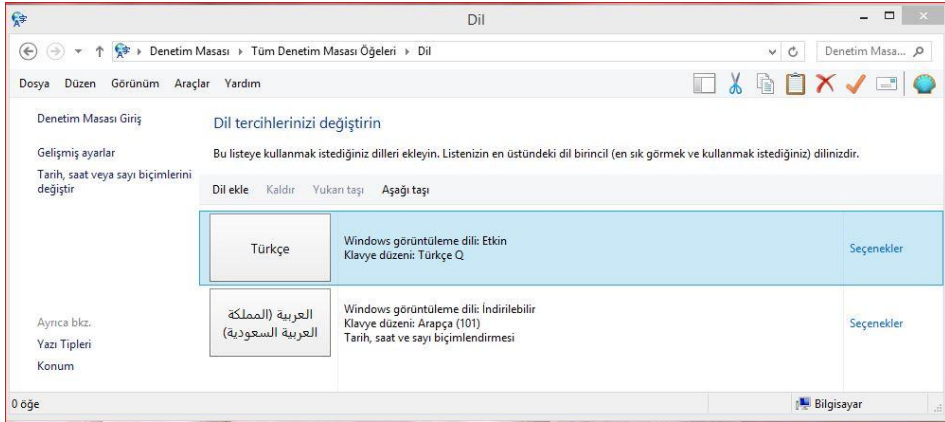 Dil
Denetim Masası Tüm Denetim Masası Öğeleri Dil
Denetim Masa...
Dosya Düzen Görünüm Araçlar Yardım
Denetim Masası Giriş
Gelişmiş ayarlar
Tarih, saat veya sayı biçimlerini
değiştir
Dil tercihlerinizi değiştirin
Bu listeye kullanmak istediğiniz dilleri ekleyin. Listenizin en üstündeki dil birincil (en sık görmek ve kullanmak istediğiniz) dilinizdir.
Dil ekle Kaldır Yukarı taşı Aşağı taşı
Türkçe
Windows görüntüleme dili: Etkin
Klavye düzeni: Türkçe Q
Seçenekler
العربية (المملكة
العربية السعودية)
Windows görüntüleme dili: İndirilebilir
Klavye düzeni: Arapça (101)
Tarih, saat ve sayı biçimlendirmesi
Seçenekler
Ayrıca bkz.
Yazı Tipleri
Konum
0 öğe
Bilgisayar